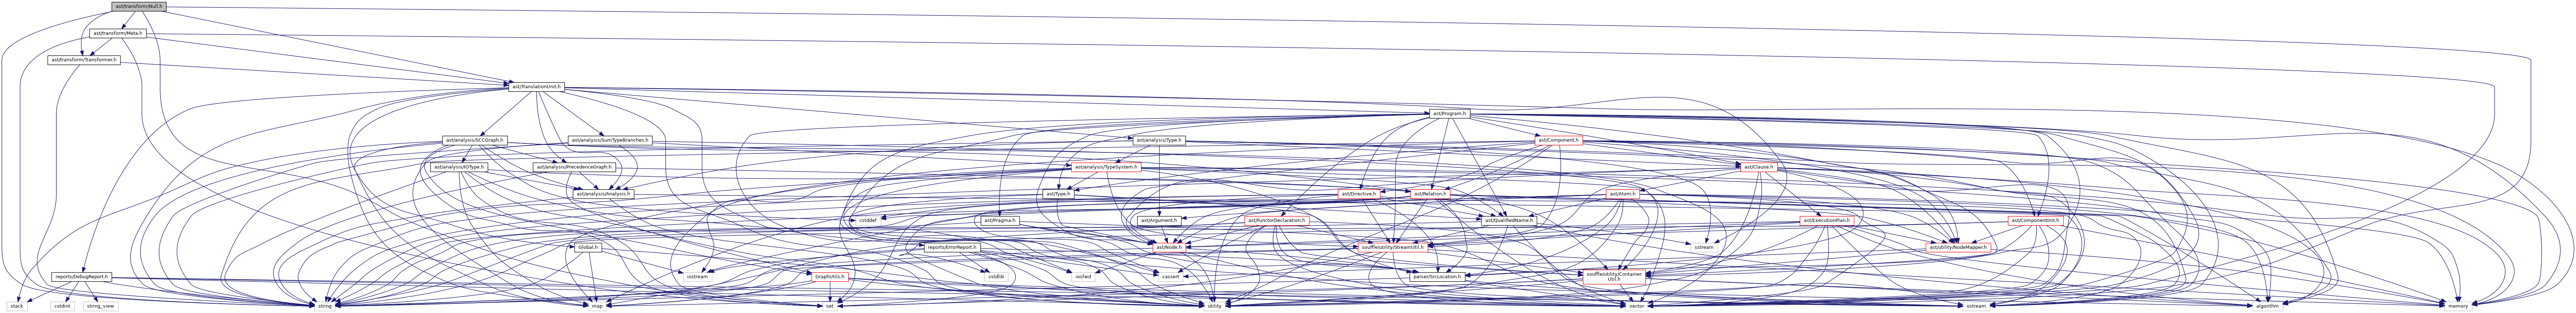 ast/transform/Null.h
ast/transform/Meta.h
ast/transform/Transformer.h
ast/TranslationUnit.h
ast/Program.h
ast/analysis/SCCGraph.h
ast/analysis/SumTypeBranches.h
ast/analysis/Type.h
ast/Component.h
ast/analysis/IOType.h
ast/analysis/PrecedenceGraph.h
ast/analysis/TypeSystem.h
ast/Clause.h
ast/analysis/Analysis.h
ast/Type.h
ast/Directive.h
ast/Relation.h
ast/Atom.h
cstddef
ast/Pragma.h
ast/Argument.h
ast/FunctorDeclaration.h
ast/QualifiedName.h
ast/ExecutionPlan.h
ast/ComponentInit.h
Global.h
reports/ErrorReport.h
ast/Node.h
souffle/utility/StreamUtil.h
sstream
ast/utility/NodeMapper.h
reports/DebugReport.h
iostream
GraphUtils.h
cstdlib
iosfwd
cassert
parser/SrcLocation.h
souffle/utility/Container
Util.h
stack
cstdint
string_view
string
map
set
utility
vector
ostream
algorithm
memory